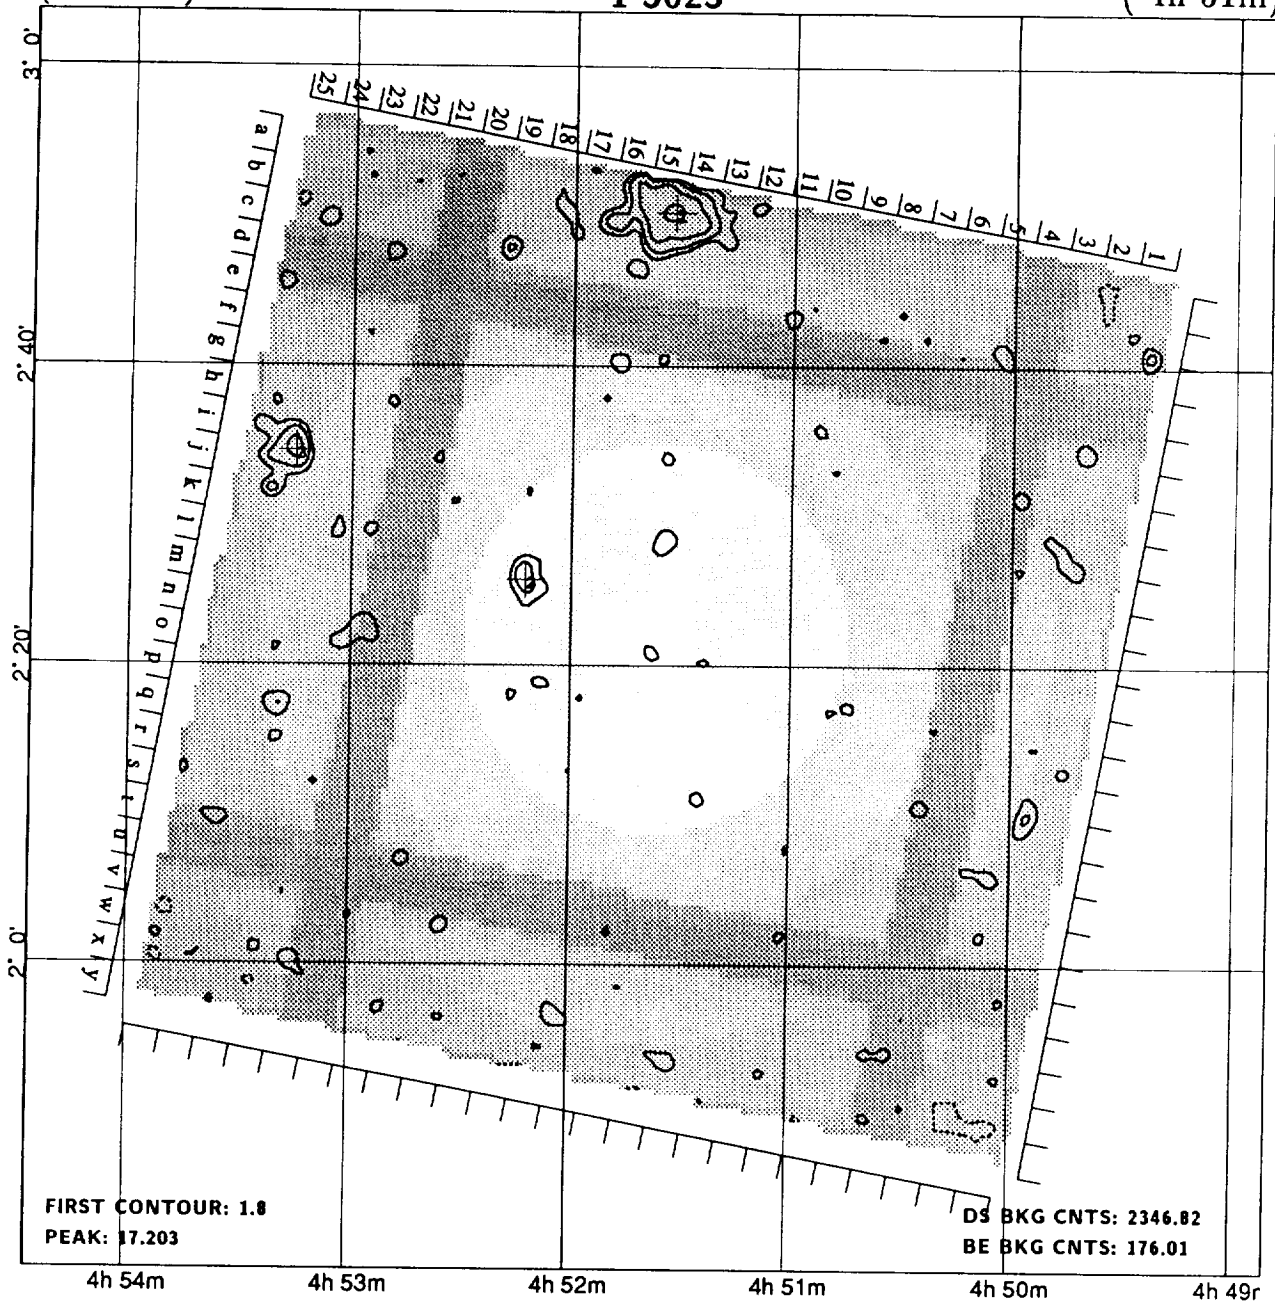 3° 0'
25 24 23 22 21 20 19 18 17 16 15 14 13 12 11 10 9 8 7 6 5 4 3 2 1
a b c d e f g h i j k l m n o p q r s t u v w x y
2° 40'
2° 20'
2° 0'
FIRST CONTOUR: 1.8
PEAK: 17.203
DS BKG CNTS: 2346.82
BE BKG CNTS: 176.01
4h 54m 4h 53m 4h 52m 4h 51m 4h 50m 4h 49